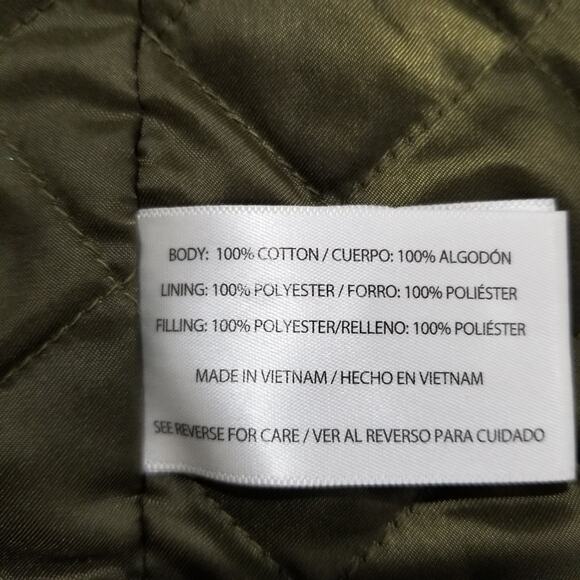 BODY: 100% COTTON / CUERPO: 100% ALGODÓN
LINING: 100% POLYESTER / FORRO: 100% POLIÉSTER
FILLING: 100% POLYESTER/RELLENO: 100% POLIÉSTER
MADE IN VIETNAM / HECHO EN VIETNAM
SEE REVERSE FOR CARE / VER AL REVERSO PARA CUIDADO